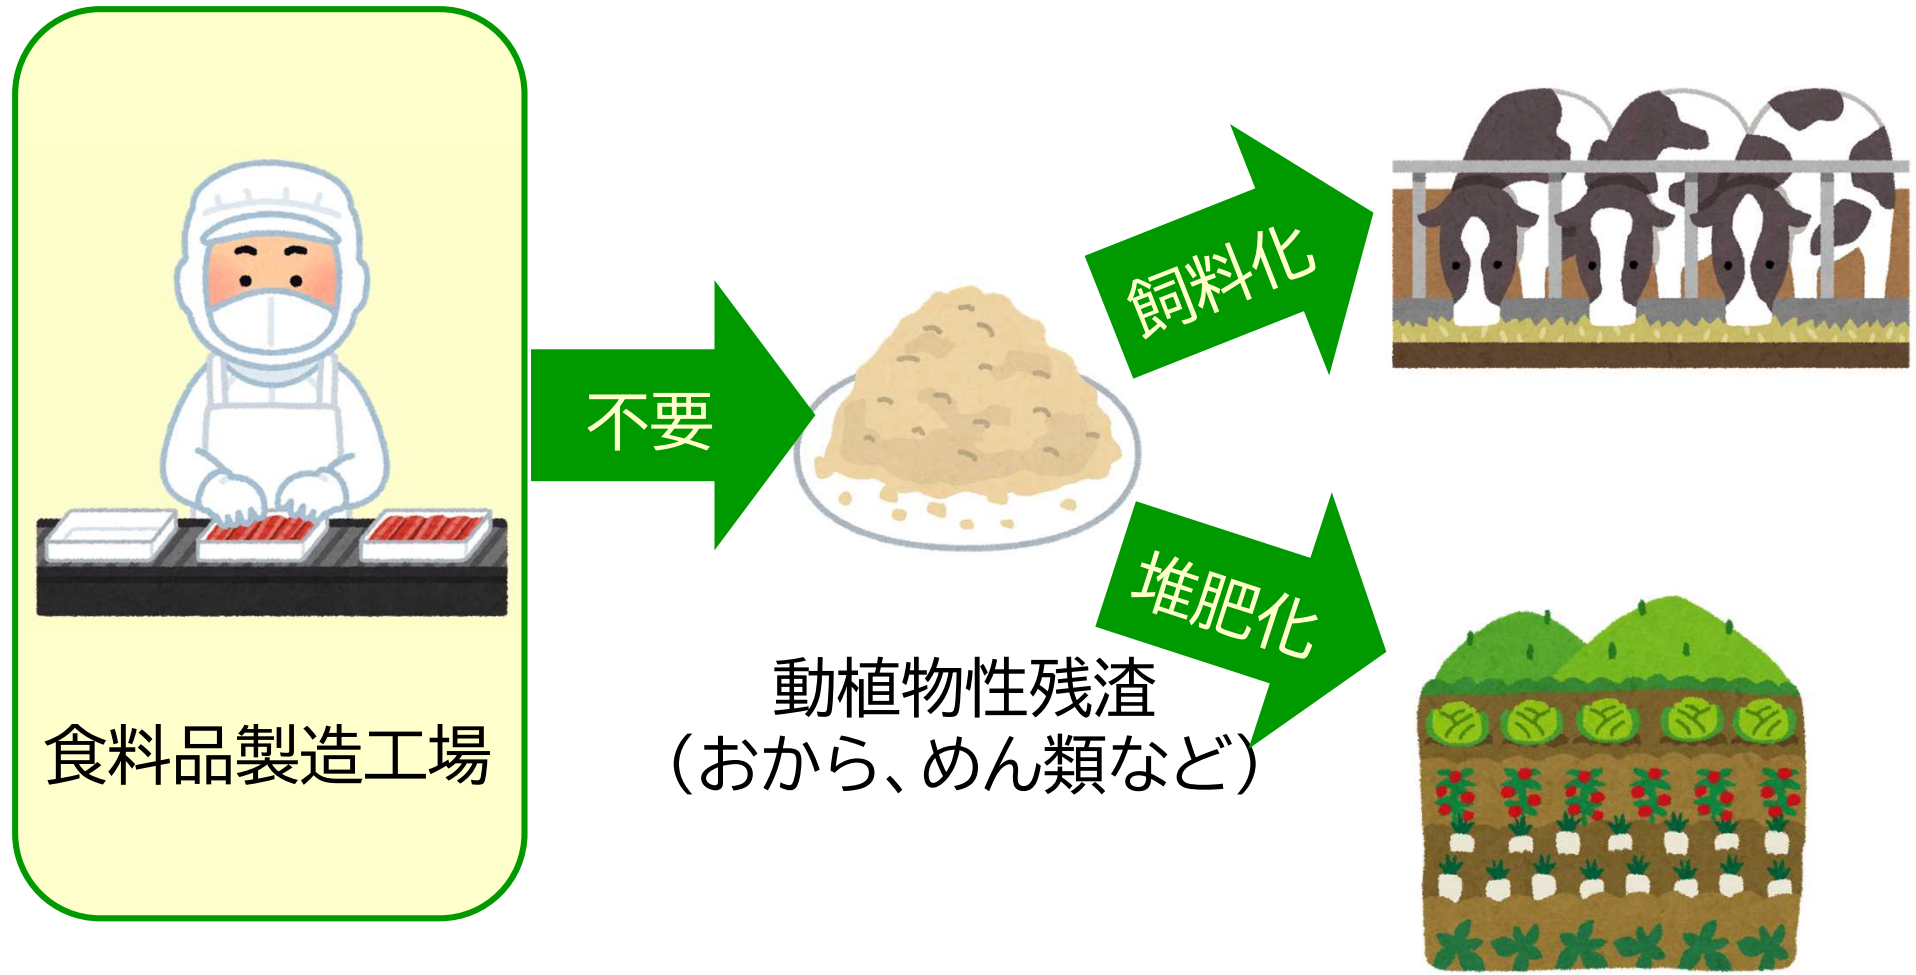 食料品製造工場
不要
動植物性残渣
（おから、めん類など）
飼料化
堆肥化